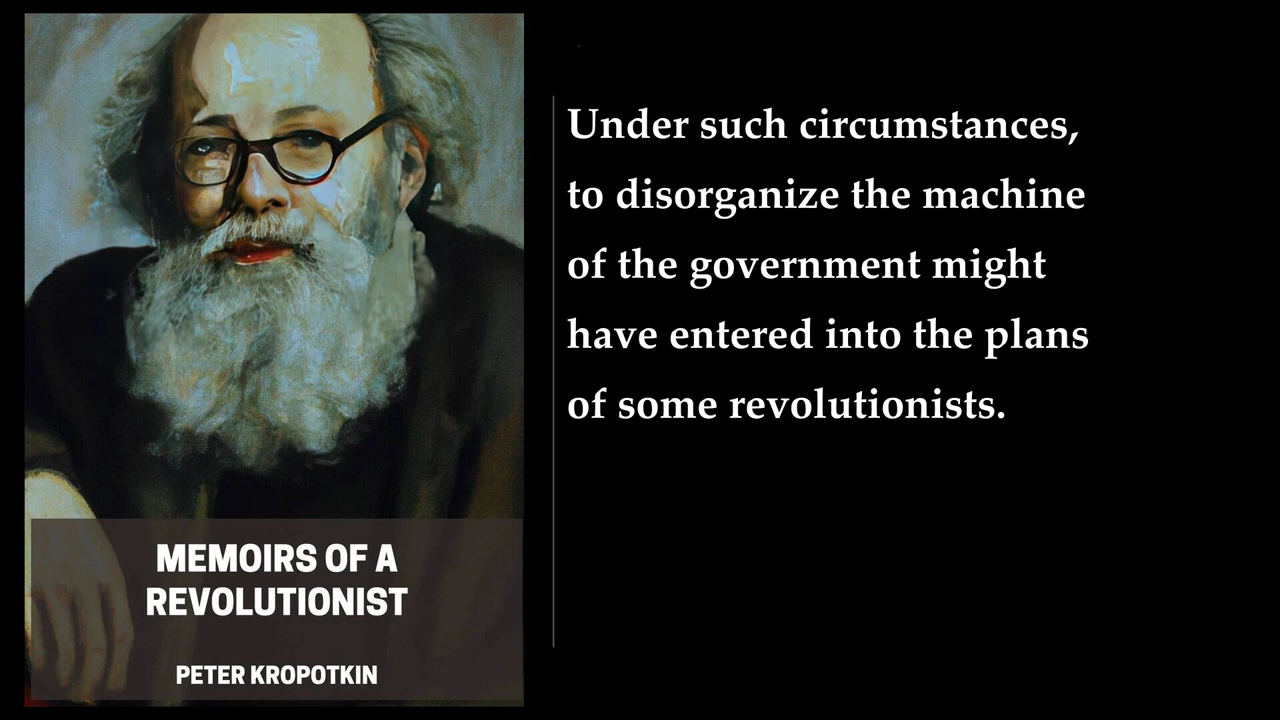 MEMOIRS OF A
REVOLUTIONIST
PETER KROPOTKIN
Under such circumstances,
to disorganize the machine
of the government might
have entered into the plans
of some revolutionists.